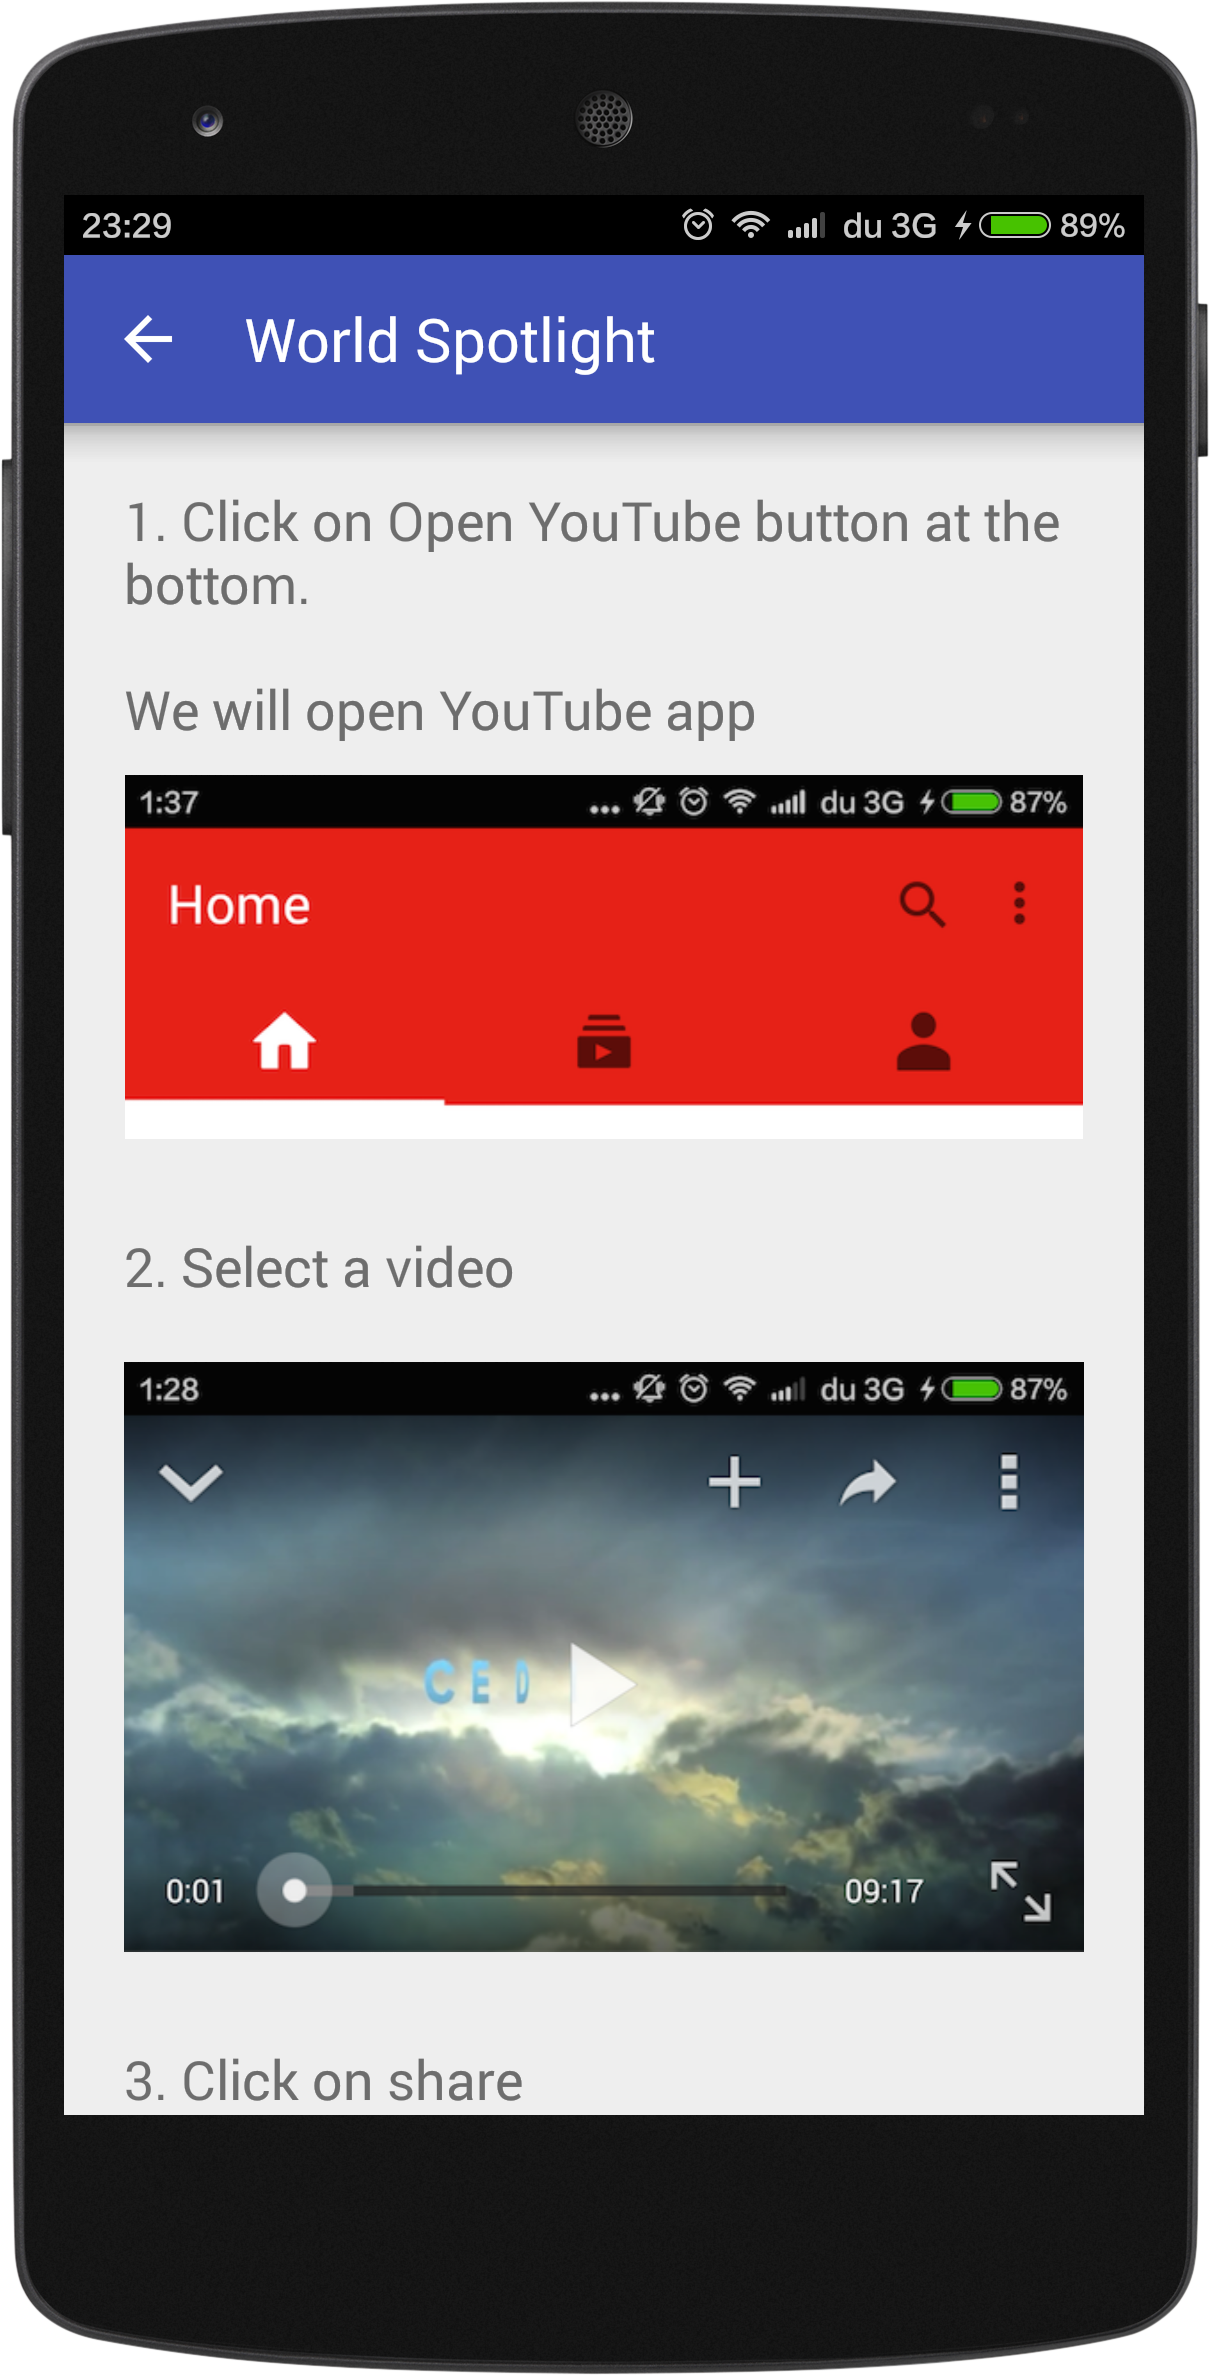 23:29 du 3G 89%
World Spotlight
1. Click on Open YouTube button at the
bottom.
We will open YouTube app
1:37 ... du 3G 87%
Home
2. Select a video
1:28 ... du 3G 87%
CED
0:01 09:17
3. Click on share